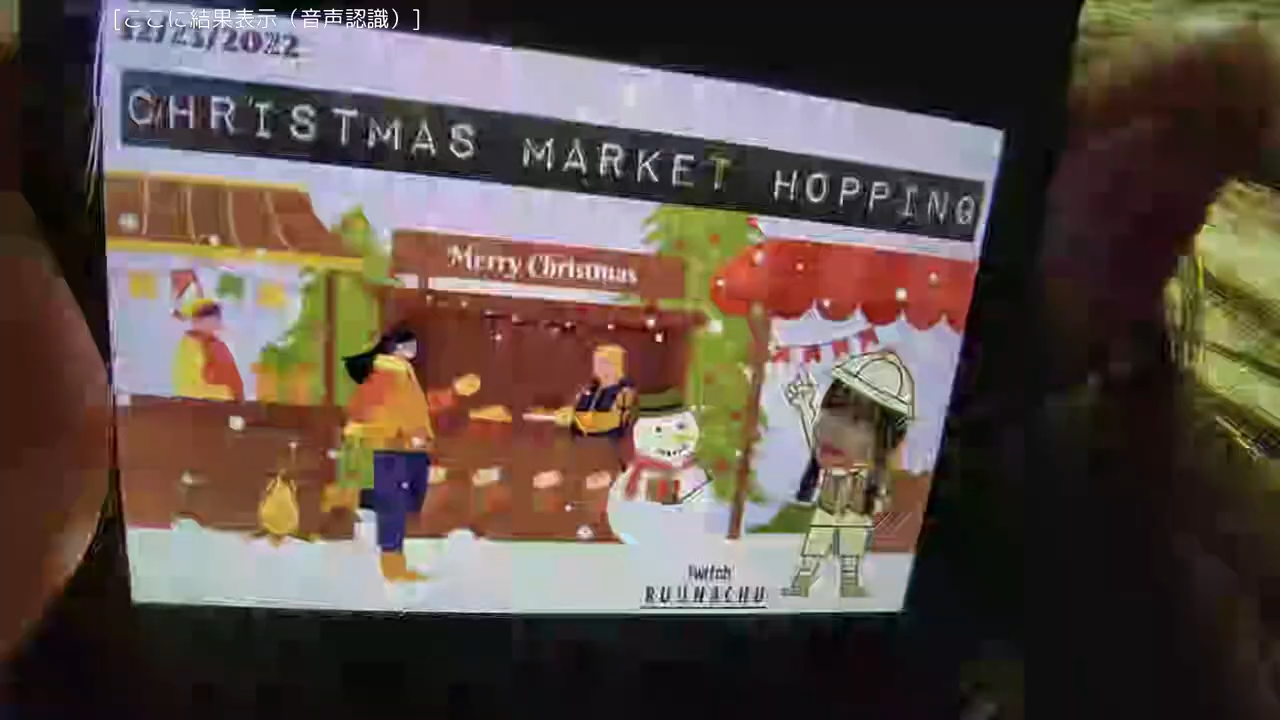 [ここに結果表示（音声認識）]
12/23/2022
CHRISTMAS MARKET HOPPING
Merry Christmas
Twitch
RUUNACHU